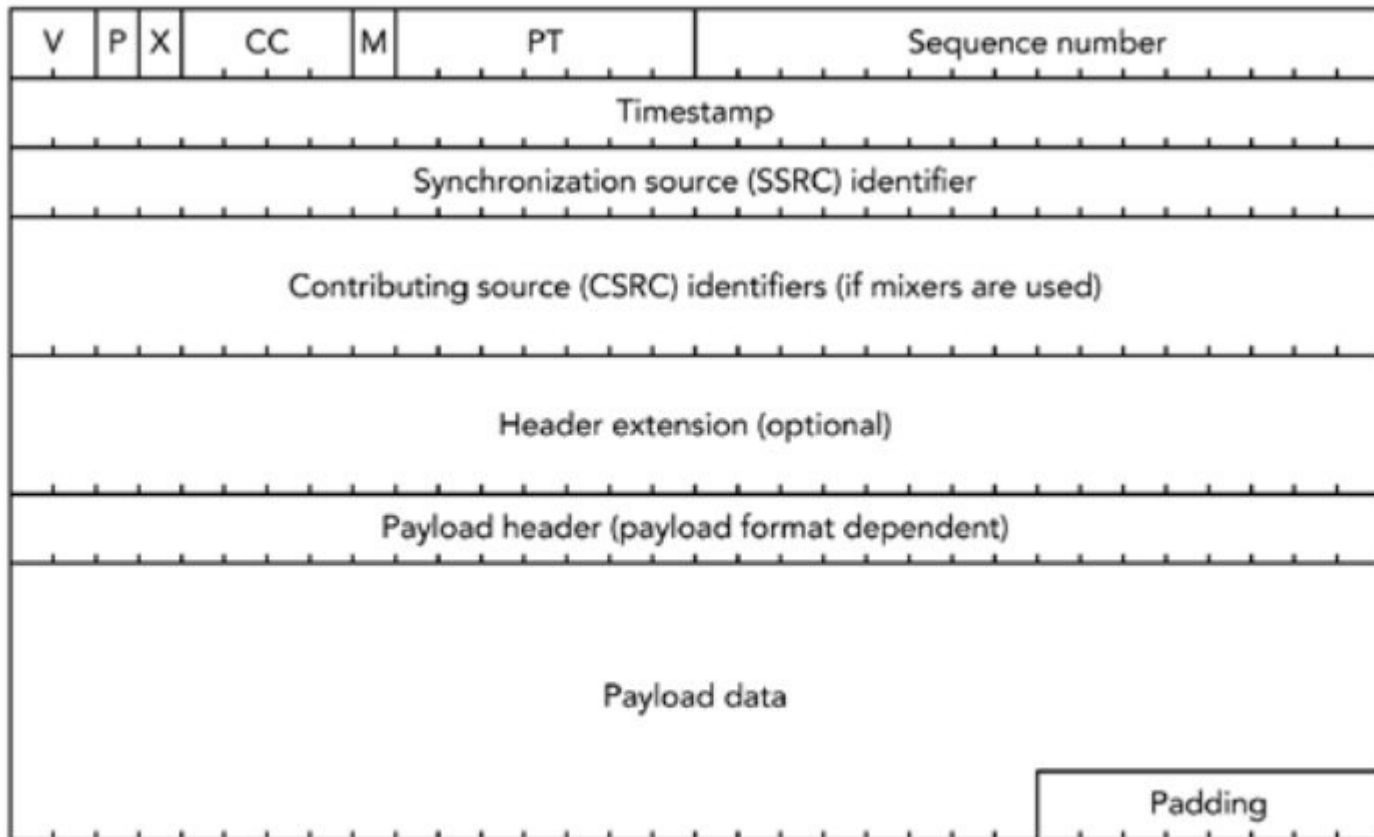 V P X CC M PT Sequence number
Timestamp
Synchronization source (SSRC) identifier
Contributing source (CSRC) identifiers (if mixers are used)
Header extension (optional)
Payload header (payload format dependent)
Payload data
Padding